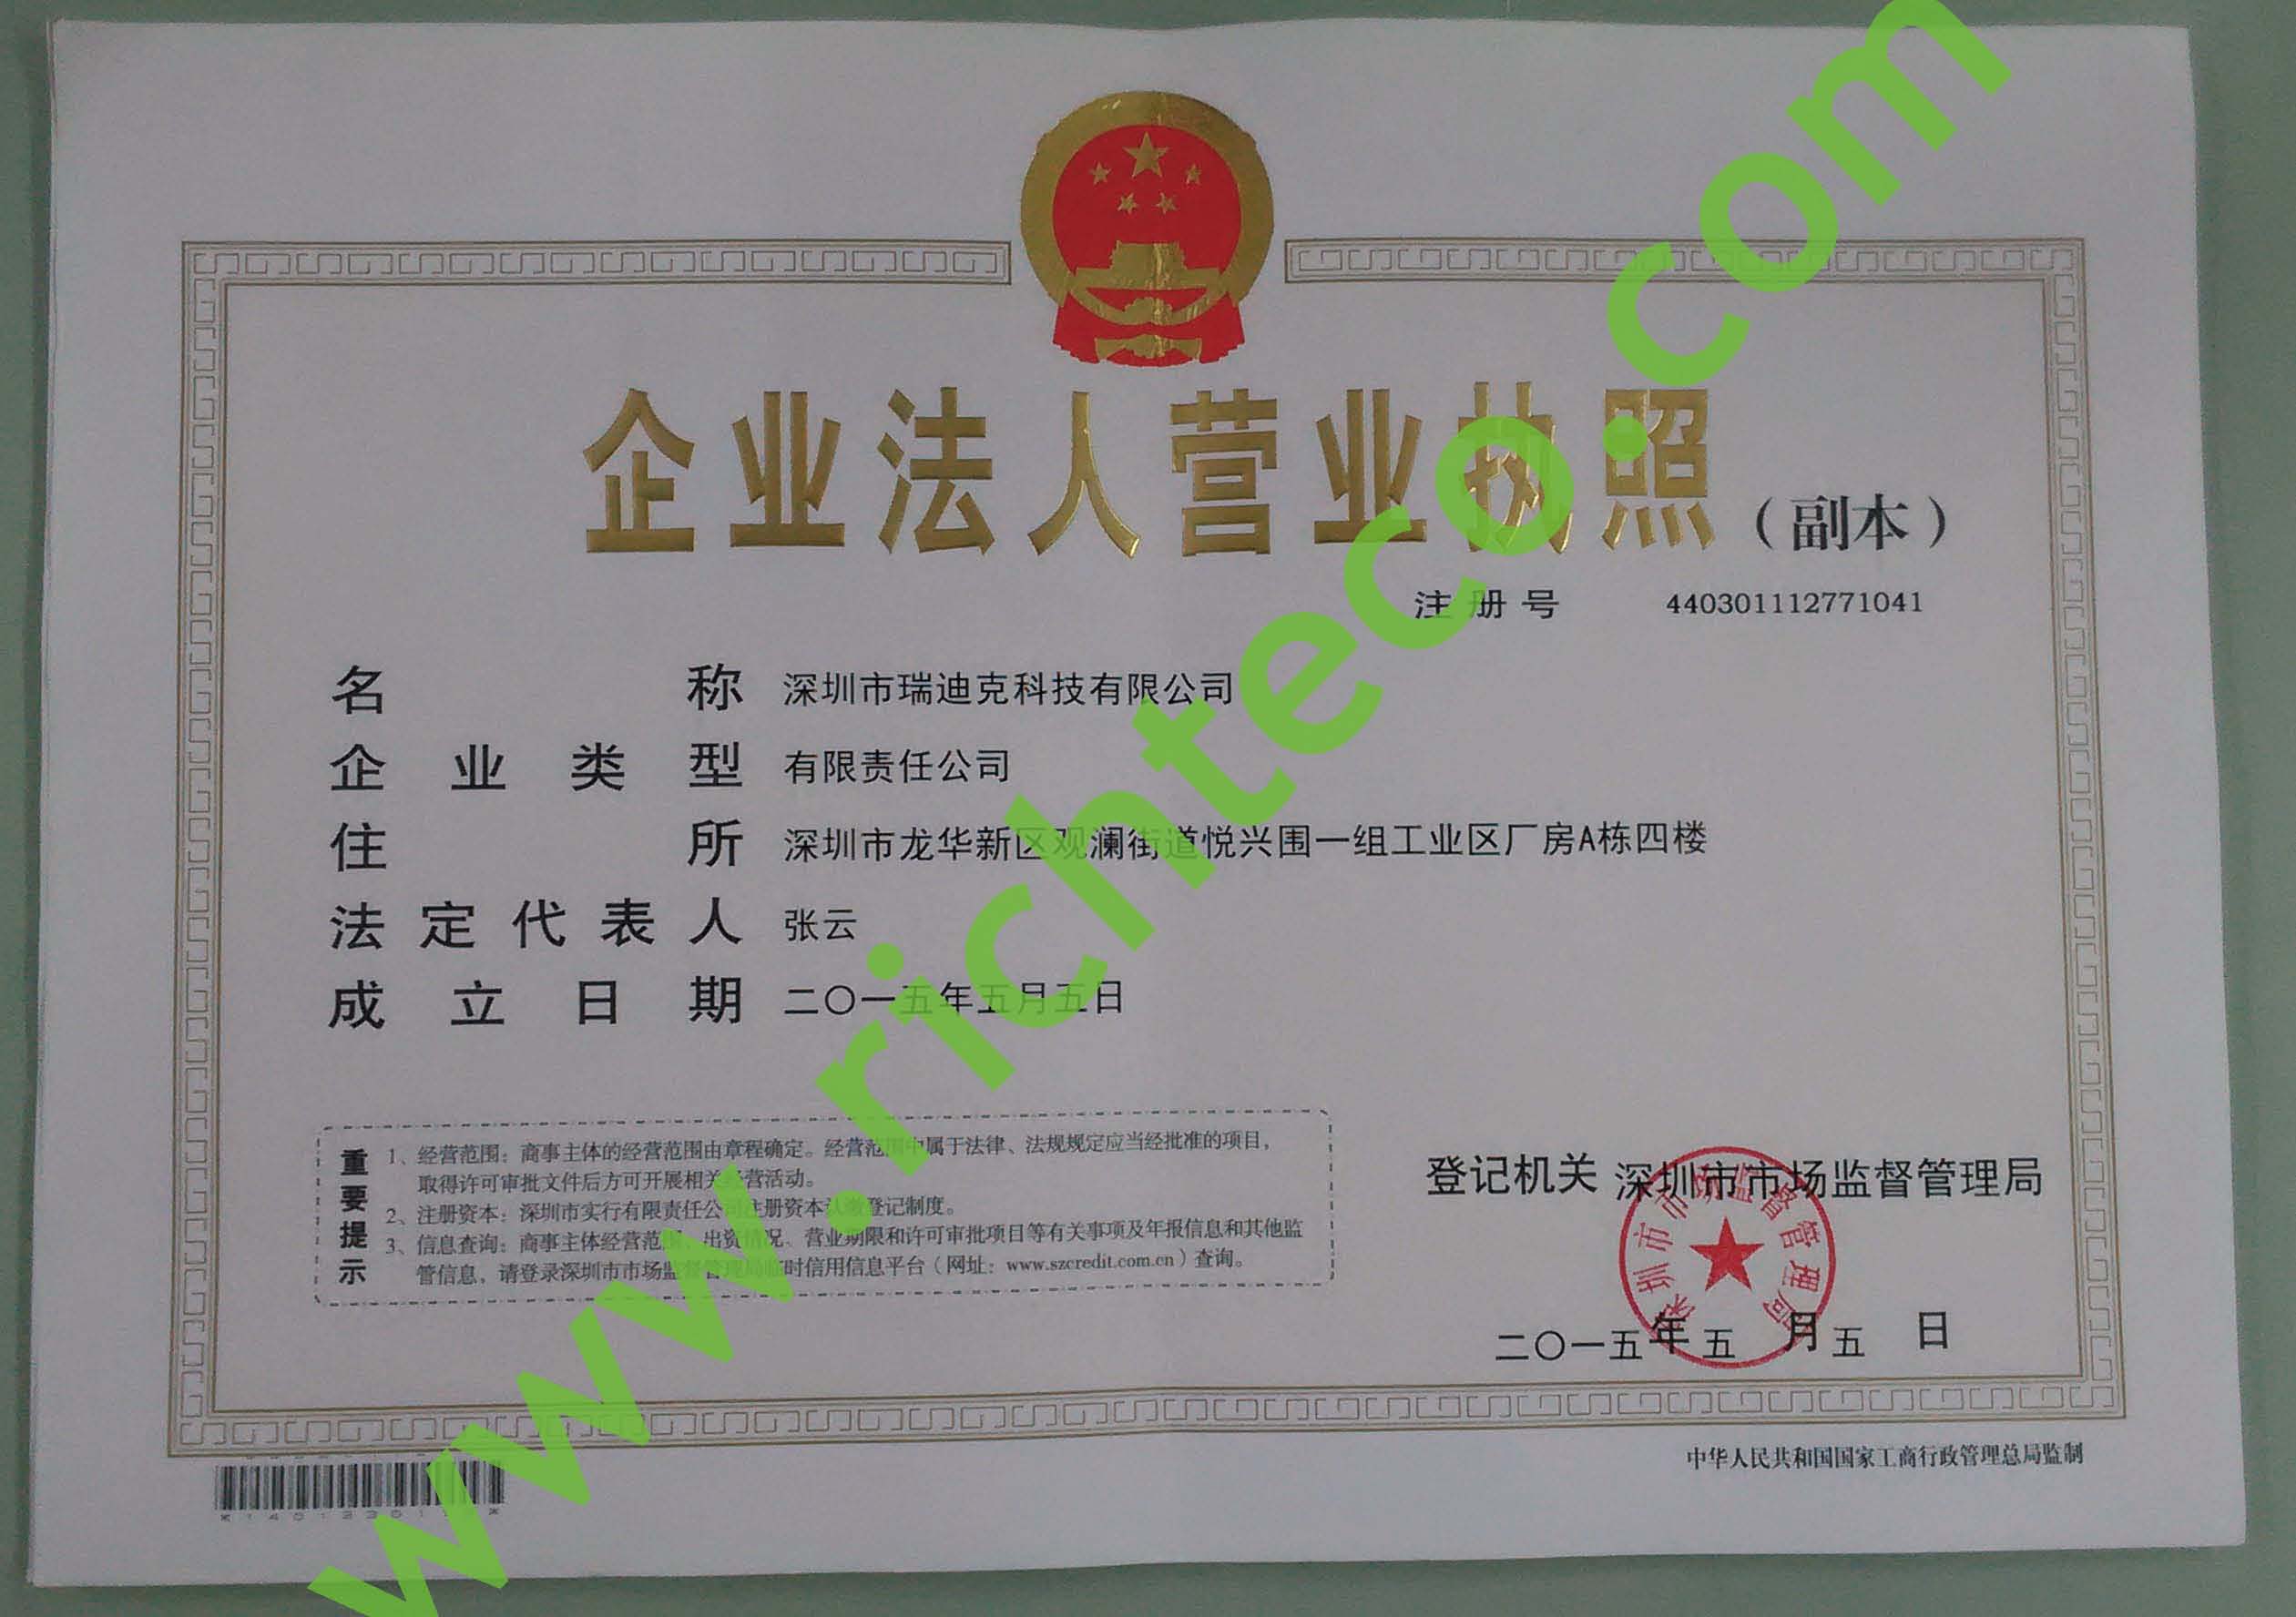 企业法人营业执照
（副本）
注册号 440301112771041
名称 深圳市瑞迪克科技有限公司
企业类型 有限责任公司
住所 深圳市龙华新区观澜街道悦兴围一组工业区厂房A栋四楼
法定代表人 张云
成立日期 二〇一五年五月五日
重要提示
1、经营范围：商事主体的经营范围由章程确定。经营范围中属于法律、法规规定应当经批准的项目，
取得许可审批文件后方可开展相关经营活动。
2、注册资本：深圳市实行有限责任公司注册资本认缴登记制度。
3、信息查询：商事主体经营范围、出资情况、营业期限和许可审批项目等有关事项及年报信息和其他监
管信息，请登录深圳市市场监督管理局临时信用信息平台（网址：www.szcredit.com.cn）查询。
登记机关 深圳市市场监督管理局
深圳市市场监督管理局
二〇一五年五月五日
中华人民共和国国家工商行政管理总局监制
www.richteco.com